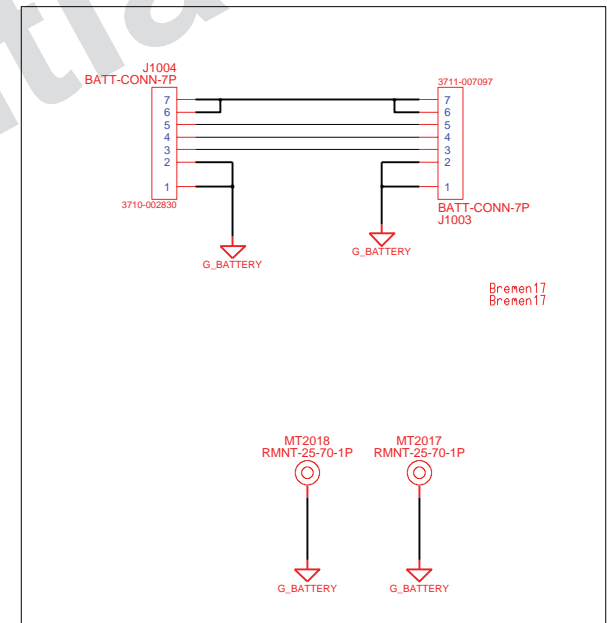 J1004
BATT-CONN-7P
7
6
5
4
3
2
1
3710-002830
G_BATTERY
3711-007097
7
6
5
4
3
2
1
BATT-CONN-7P
J1003
G_BATTERY
Bremen17
Bremen17
MT2018
RMNT-25-70-1P
G_BATTERY
MT2017
RMNT-25-70-1P
G_BATTERY